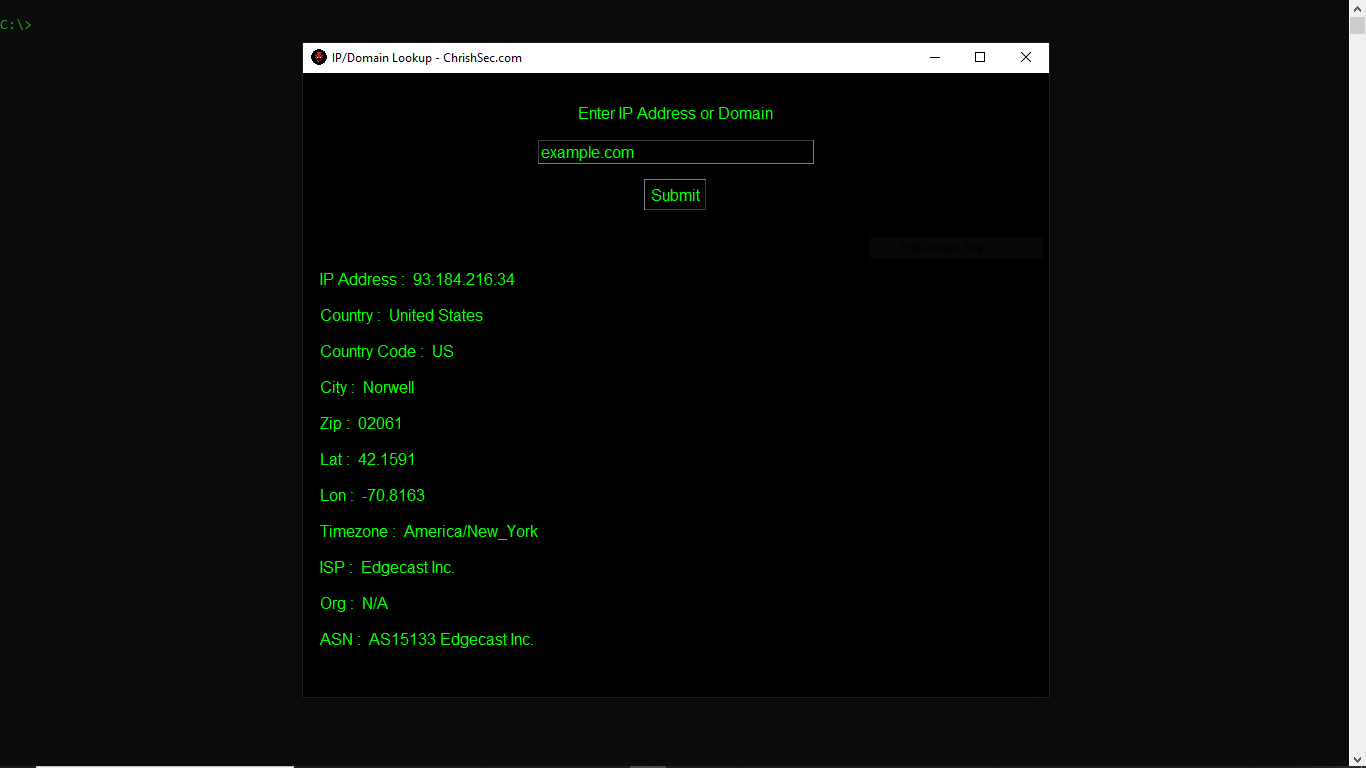 C:\>
IP/Domain Lookup - ChrishSec.com
Enter IP Address or Domain
example.com
Submit
IP Address : 93.184.216.34
Country : United States
Country Code : US
City : Norwell
Zip : 02061
Lat : 42.1591
Lon : -70.8163
Timezone : America/New_York
ISP : Edgecast Inc.
Org : N/A
ASN : AS15133 Edgecast Inc.